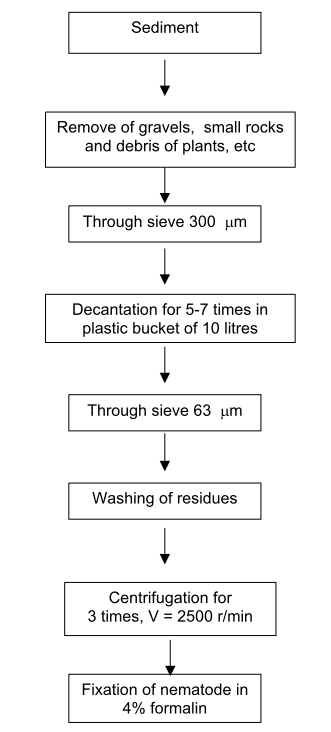 Sediment
Remove of gravels, small rocks
and debris of plants, etc
Through sieve 300 μm
Decantation for 5-7 times in
plastic bucket of 10 litres
Through sieve 63 μm
Washing of residues
Centrifugation for
3 times, V = 2500 r/min
Fixation of nematode in
4% formalin